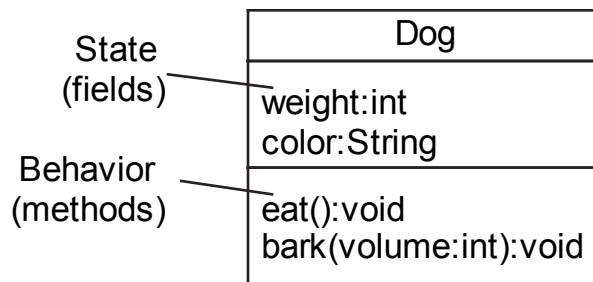 Dog
State
(fields)
weight:int
color:String
Behavior
(methods)
eat():void
bark(volume:int):void